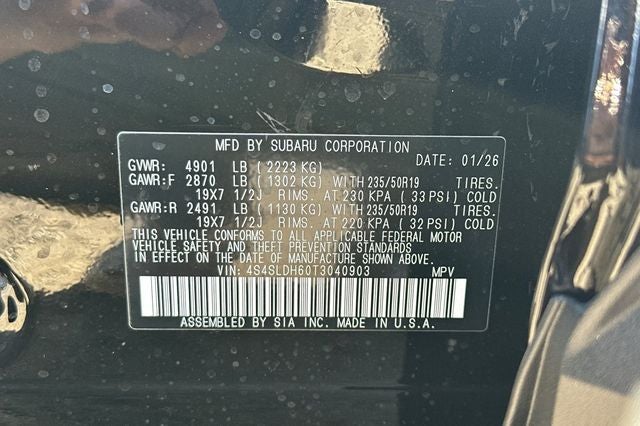 MFD BY SUBARU CORPORATION
GVWR: 4901 LB ( 2223 KG) DATE: 01/26
GAWR:F 2870 LB ( 1302 KG) WITH 235/50R19 TIRES.
19X7 1/2J RIMS. AT 230 KPA ( 33 PSI) COLD
GAWR:R 2491 LB ( 1130 KG) WITH 235/50R19 TIRES.
19X7 1/2J RIMS. AT 220 KPA ( 32 PSI) COLD
THIS VEHICLE CONFORMS TO ALL APPLICABLE FEDERAL MOTOR
VEHICLE SAFETY AND THEFT PREVENTION STANDARDS
IN EFFECT ON THE DATE OF MANUFACTURE SHOWN ABOVE.
VIN: 4S4SLDH60T3040903 MPV
ASSEMBLED BY SIA INC. MADE IN U.S.A.